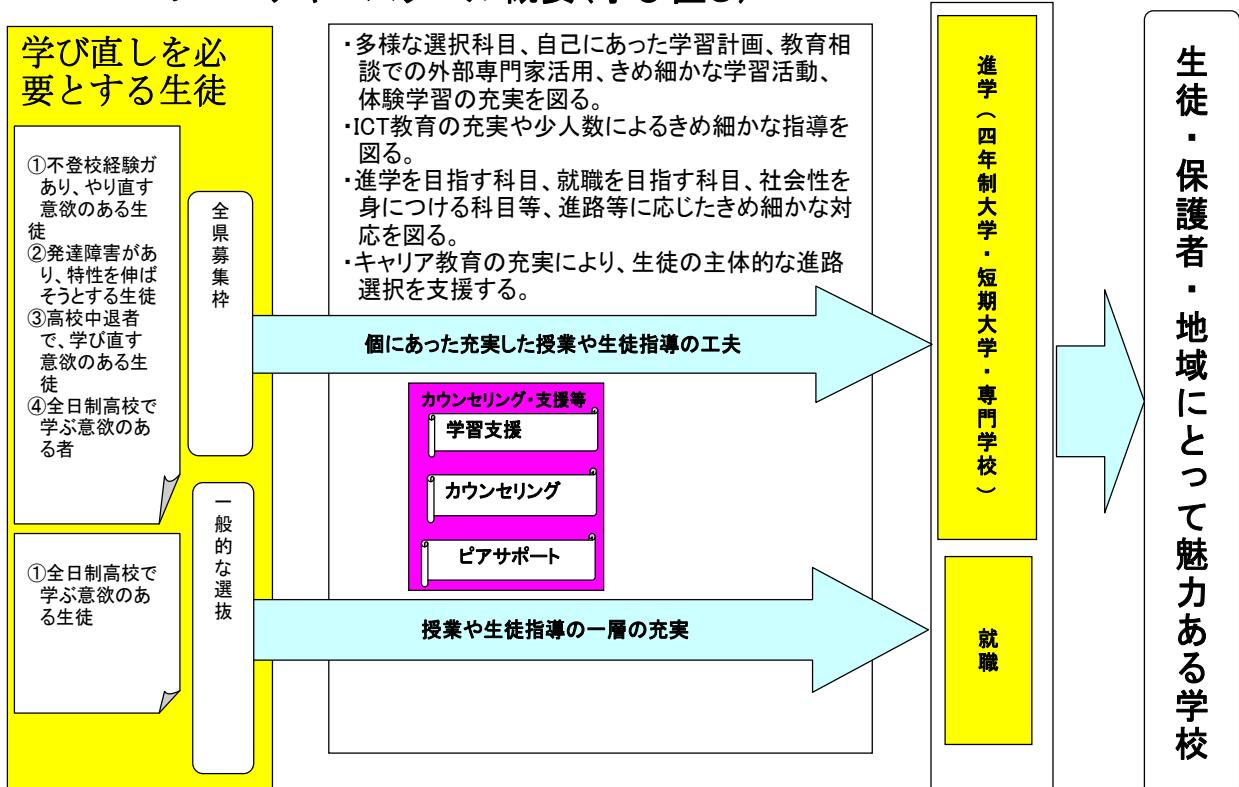 学び直しを必
要とする生徒
①不登校経験が
あり、やり直す
意欲のある生
徒
②発達障害があ
り、特性を伸ば
そうとする生徒
③高校中退者
で、学び直す
意欲のある生
徒
④全日制高校で
学ぶ意欲のあ
る者
全県募集枠
①全日制高校で
学ぶ意欲のあ
る生徒
一般的な選抜
・多様な選択科目、自己にあった学習計画、教育相
談での外部専門家活用、きめ細かな学習活動、
体験学習の充実を図る。
・ICT教育の充実や少人数によるきめ細かな指導を
図る。
・進学を目指す科目、就職を目指す科目、社会性を
身につける科目等、進路等に応じたきめ細かな対
応を図る。
・キャリア教育の充実により、生徒の主体的な進路
選択を支援する。
個にあった充実した授業や生徒指導の工夫
カウンセリング・支援等
学習支援
カウンセリング
ピアサポート
授業や生徒指導の一層の充実
進学（四年制大学・短期大学・専門学校）
就職
生徒・保護者・地域にとって魅力ある学校